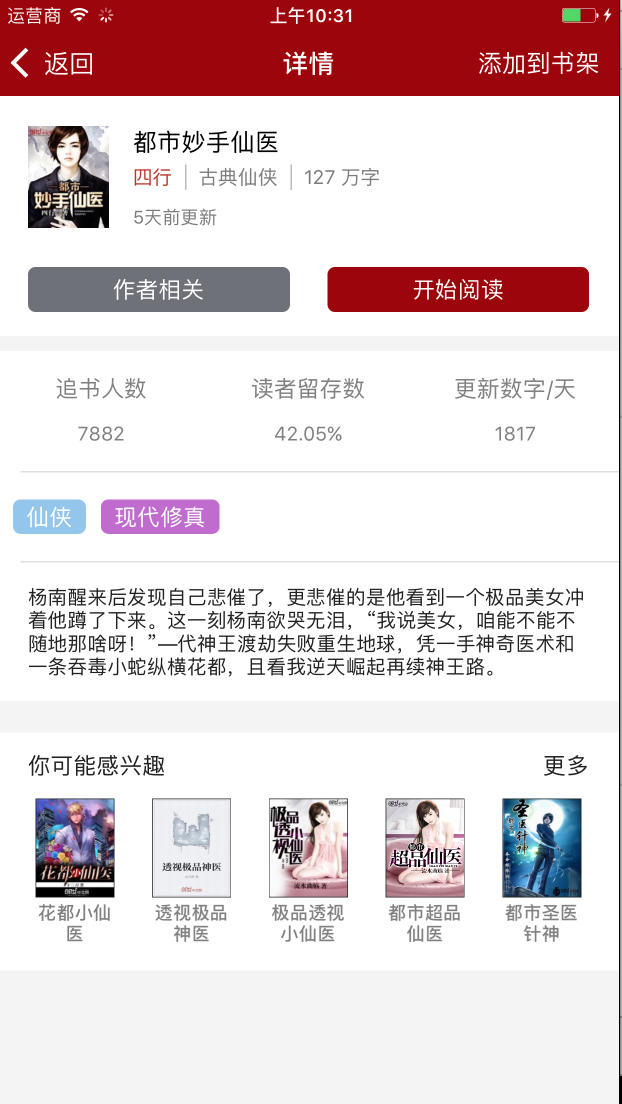 运营商
上午10:31
返回
详情
添加到书架
都市
妙手仙医
都市妙手仙医
四行 | 古典仙侠 | 127 万字
5天前更新
作者相关
开始阅读
追书人数
读者留存数
更新数字/天
7882
42.05%
1817
仙侠
现代修真
杨南醒来后发现自己悲催了，更悲催的是他看到一个极品美女冲
着他蹲了下来。这一刻杨南欲哭无泪，“我说美女，咱能不能不
随地那啥呀！”—代神王渡劫失败重生地球，凭一手神奇医术和
一条吞毒小蛇纵横花都，且看我逆天崛起再续神王路。
你可能感兴趣
更多
花都小仙医
透视极品神医
极品透视
小仙医
流水曲觞 著
都市
超品仙医
圣医针神
花都小仙
医
透视极品
神医
极品透视
小仙医
都市超品
仙医
都市圣医
针神